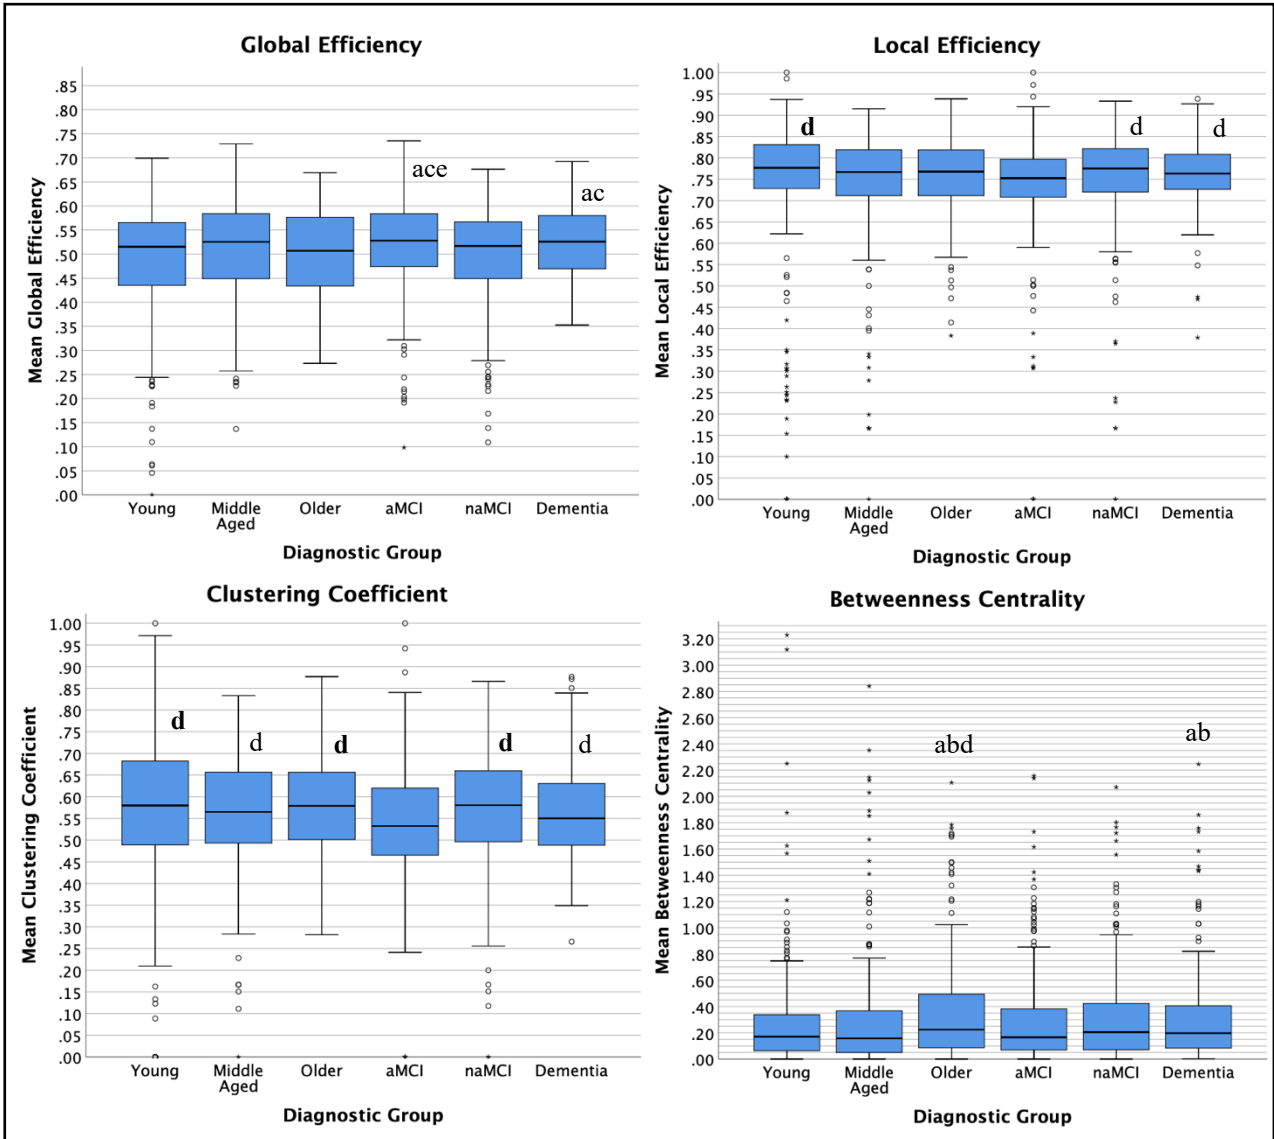 Global Efficiency
Mean Global Efficiency
.85
.80
.75
.70
.65
.60
.55
.50
.45
.40
.35
.30
.25
.20
.15
.10
.05
.00
ace
ac
Young
Middle
Aged
Older
aMCI
naMCI
Dementia
Diagnostic Group
Local Efficiency
Mean Local Efficiency
1.00
.95
.90
.85
.80
.75
.70
.65
.60
.55
.50
.45
.40
.35
.30
.25
.20
.15
.10
.05
.00
d
d
d
Young
Middle
Aged
Older
aMCI
naMCI
Dementia
Diagnostic Group
Clustering Coefficient
Mean Clustering Coefficient
1.00
.95
.90
.85
.80
.75
.70
.65
.60
.55
.50
.45
.40
.35
.30
.25
.20
.15
.10
.05
.00
d
d
d
d
d
Young
Middle
Aged
Older
aMCI
naMCI
Dementia
Diagnostic Group
Betweenness Centrality
Mean Betweenness Centrality
3.20
3.00
2.80
2.60
2.40
2.20
2.00
1.80
1.60
1.40
1.20
1.00
.80
.60
.40
.20
.00
abd
ab
Young
Middle
Aged
Older
aMCI
naMCI
Dementia
Diagnostic Group